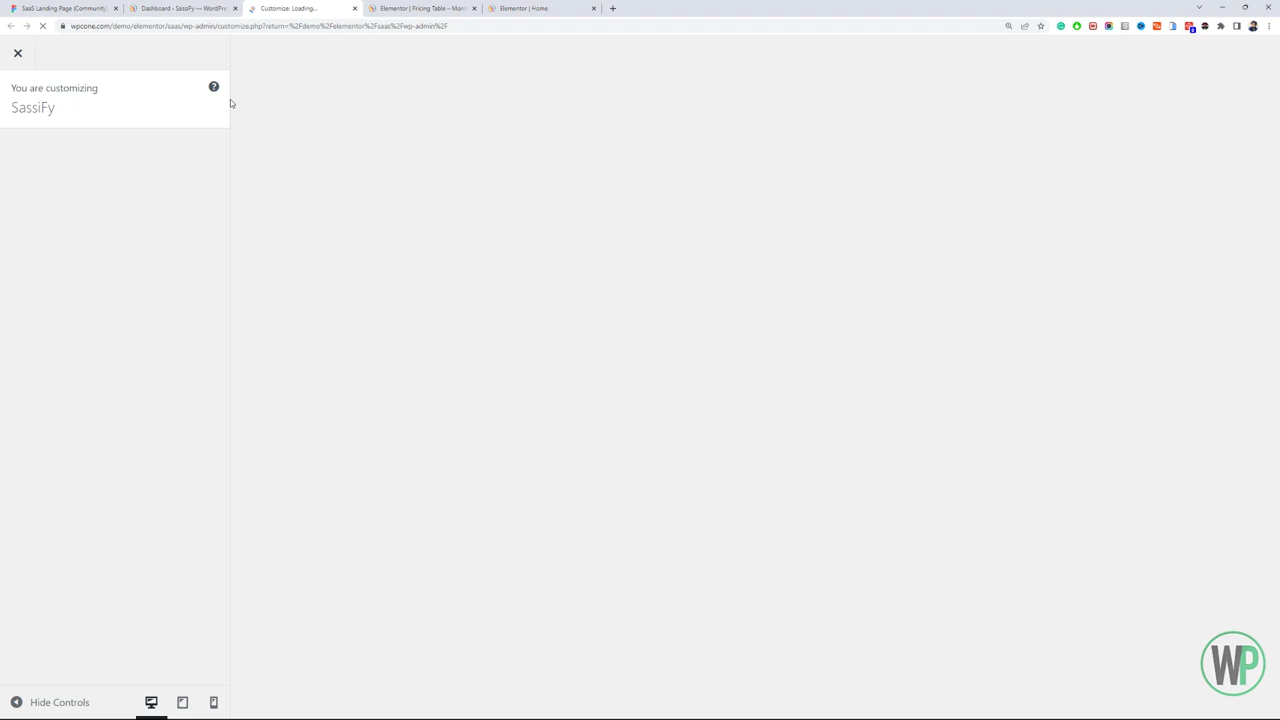 SaaS Landing Page (Community)
Dashboard - SassiFy — WordPre
Customize: Loading...
Elementor | Pricing Table – Mont
Elementor | Home
wpcone.com/demo/elementor/saas/wp-admin/customize.php?return=%2Fdemo%2Felementor%2Fsaas%2Fwp-admin%2F
You are customizing
SassiFy
Hide Controls
WP